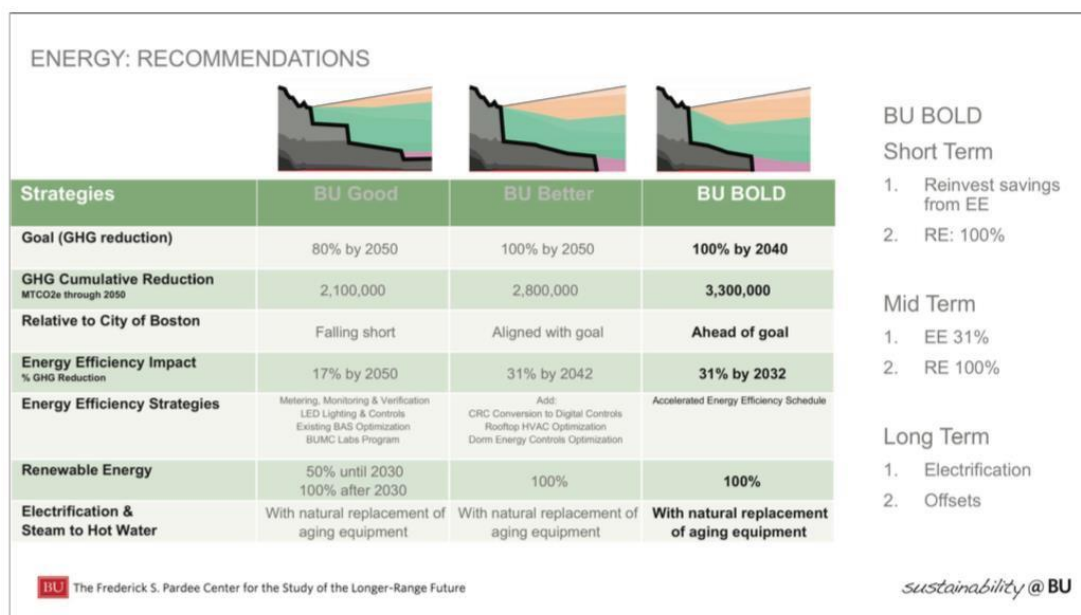 ENERGY: RECOMMENDATIONS
Strategies BU Good BU Better BU BOLD
Goal (GHG reduction) 80% by 2050 100% by 2050 100% by 2040
GHG Cumulative Reduction
MTCO2e through 2050
2,100,000 2,800,000 3,300,000
Relative to City of Boston Falling short Aligned with goal Ahead of goal
Energy Efficiency Impact
% GHG Reduction
17% by 2050 31% by 2042 31% by 2032
Energy Efficiency Strategies
Metering, Monitoring & Verification
LED Lighting & Controls
Existing BAS Optimization
BUMC Labs Program
Add:
CRC Conversion to Digital Controls
Rooftop HVAC Optimization
Dorm Energy Controls Optimization
Accelerated Energy Efficiency Schedule
Renewable Energy
50% until 2030
100% after 2030
100% 100%
Electrification &
Steam to Hot Water
With natural replacement of
aging equipment
With natural replacement of
aging equipment
With natural replacement
of aging equipment
BU BOLD
Short Term
1. Reinvest savings
from EE
2. RE: 100%
Mid Term
1. EE 31%
2. RE 100%
Long Term
1. Electrification
2. Offsets
BU The Frederick S. Pardee Center for the Study of the Longer-Range Future
sustainability @ BU